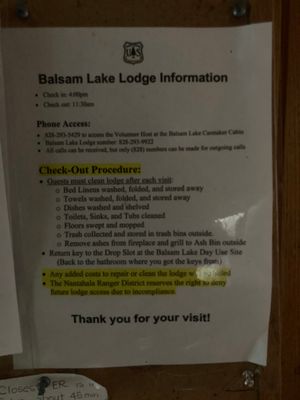 US
Balsam Lake Lodge Information
• Check in: 4:00pm
• Check out: 11:30am
Phone Access:
• 828-293-5429 to access the Volunteer Host at the Balsam Lake Caretaker Cabin
• Balsam Lake Lodge number: 828-293-9922
• All calls can be received, but only (828) numbers can be made for outgoing calls
Check-Out Procedure:
• Guests must clean lodge after each visit:
o Bed Linens washed, folded, and stored away
o Towels washed, folded, and stored away
o Dishes washed and shelved
o Toilets, Sinks, and Tubs cleaned
o Floors swept and mopped
o Trash collected and stored in trash bins outside.
o Remove ashes from fireplace and grill to Ash Bin outside
• Return key to the Drop Slot at the Balsam Lake Day Use Site
(Back to the bathroom where you got the keys from)
• Any added costs to repair or clean the lodge
• The Nantahala Ranger District reserves the right to deny
future lodge access due to incompliance.
Thank you for your visit!